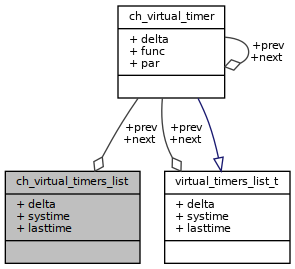 ch_virtual_timer
+ delta
+ func
+ par
+prev
+next
+prev
+next
+prev
+next
ch_virtual_timers_list
+ delta
+ systime
+ lasttime
virtual_timers_list_t
+ delta
+ systime
+ lasttime